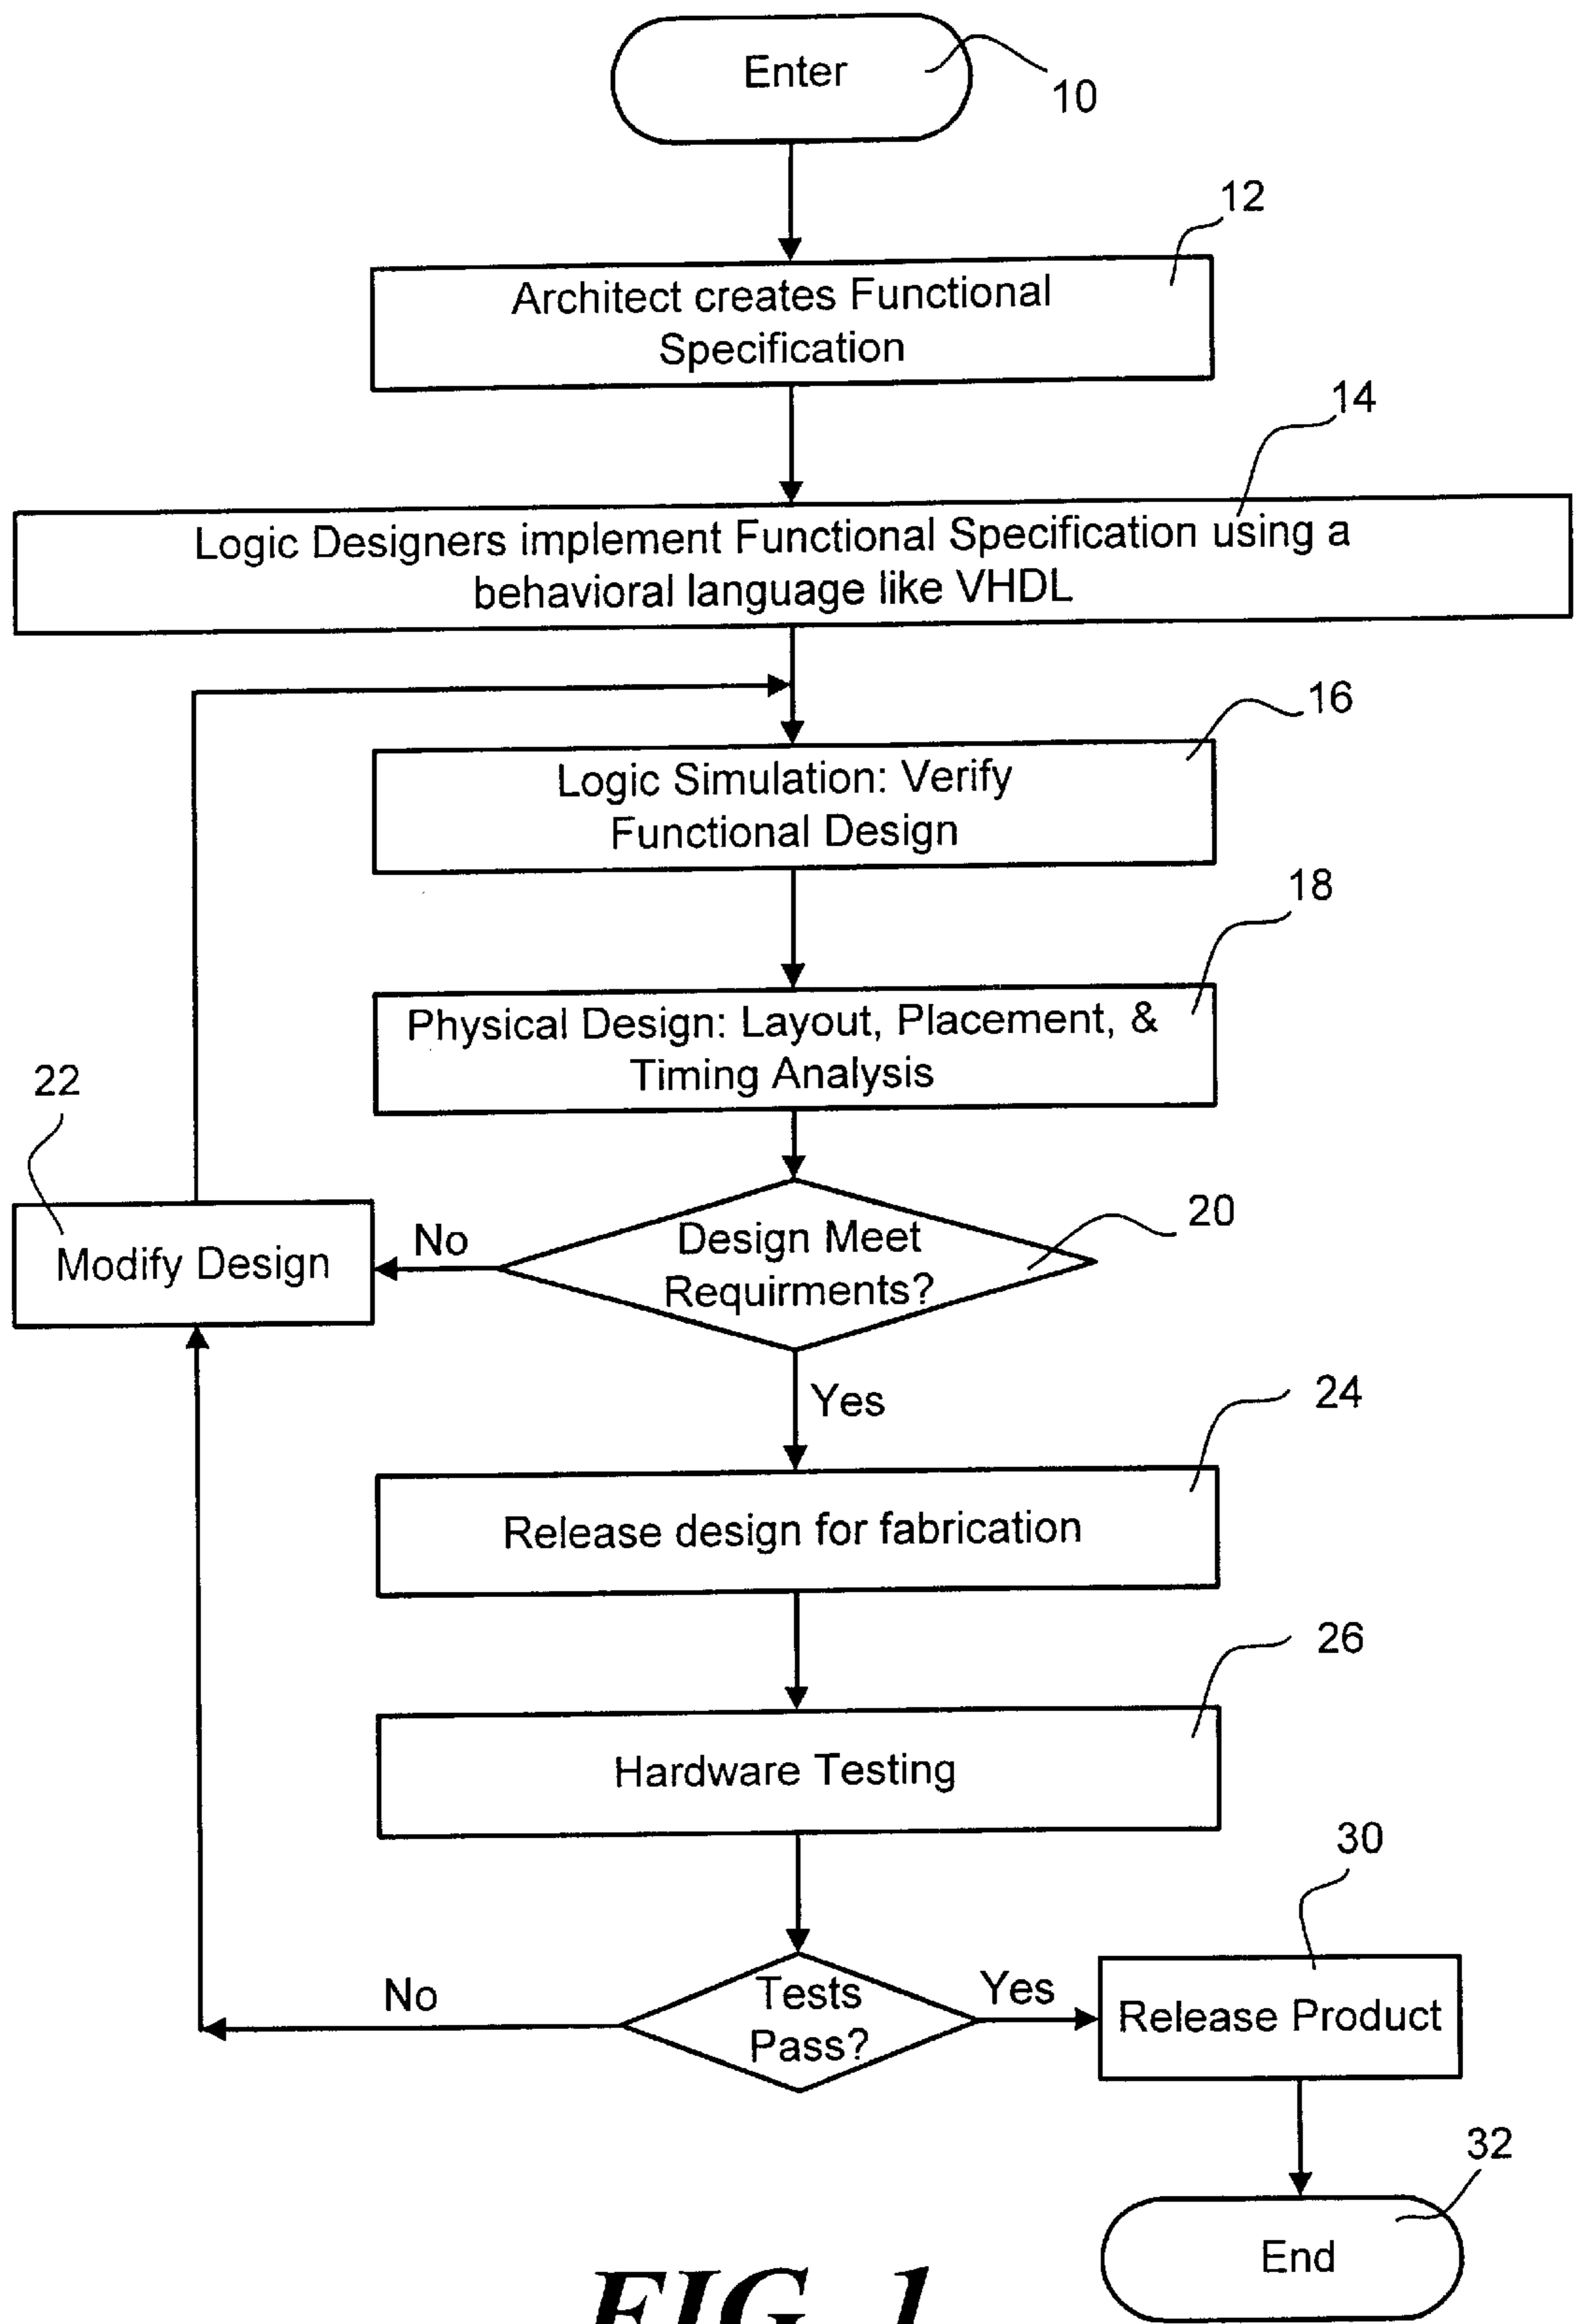 Enter
10
12
Architect creates Functional
Specification
14
Logic Designers implement Functional Specification using a
behavioral language like VHDL
16
Logic Simulation: Verify
Functional Design
18
Physical Design: Layout, Placement, &
Timing Analysis
22
Modify Design
No
Design Meet
Requirments?
20
Yes
24
Release design for fabrication
26
Hardware Testing
30
No
Tests
Pass?
Yes
Release Product
32
End
FIG. 1